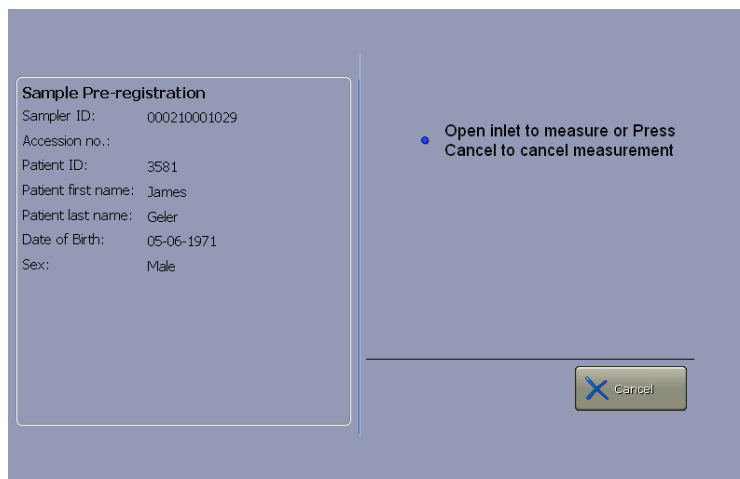 Sample Pre-registration
Sampler ID: 000210001029
Accession no.:
Patient ID: 3581
Patient first name: James
Patient last name: Geler
Date of Birth: 05-06-1971
Sex: Male
Open inlet to measure or Press
Cancel to cancel measurement
Cancel